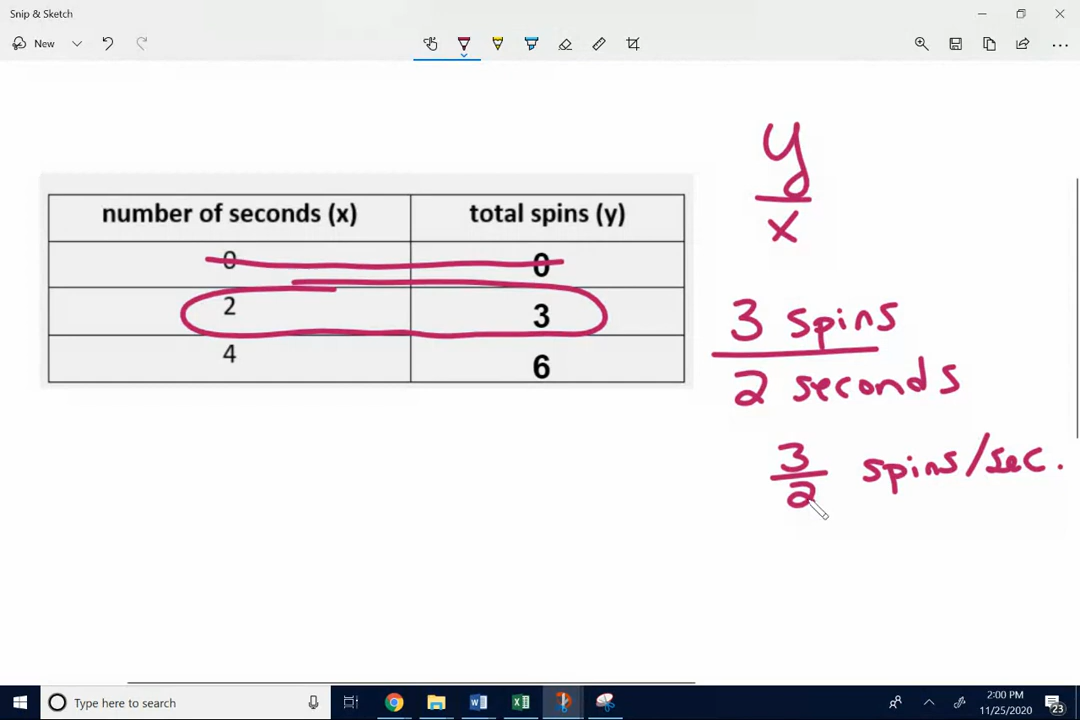 Snip & Sketch
New
number of seconds (x) total spins (y)
0 0
2 3
4 6
y
x
3 spins
2 seconds
3
2
spins/sec.
Type here to search
2:00 PM
11/25/2020
23